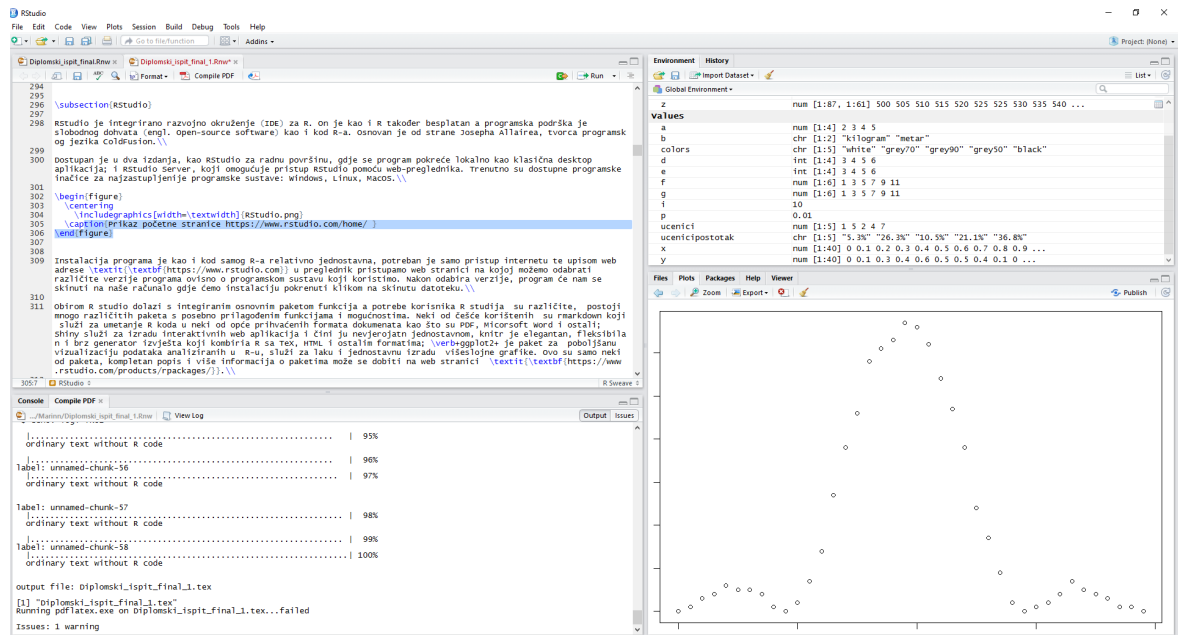 RStudio
File Edit Code View Plots Session Build Debug Tools Help
Go to file/function Addins
Project: (None)
Diplomski_ispit_final.Rnw Diplomski_ispit_final_1.Rnw*
Format Compile PDF Run
294
295
296 \subsection{RStudio}
297
298 RStudio je integrirano razvojno okruženje (IDE) za R. On je kao i R također besplatan a programska podrška je
slobodnog dohvata (engl. Open-source software) kao i kod R-a. Osnovan je od strane Josepha Allairea, tvorca programsk
og jezika ColdFusion.\\
299
300 Dostupan je u dva izdanja, kao RStudio za radnu površinu, gdje se program pokreće lokalno kao klasična desktop
aplikacija; i RStudio Server, koji omogućuje pristup RStudio pomoću web-preglednika. Trenutno su dostupne programske
inačice za najzastupljenije programske sustave: Windows, Linux, MacOS.\\
301
302 \begin{figure}
303 \centering
304 \includegraphics[width=\textwidth]{RStudio.png}
305 \caption{Prikaz početne stranice https://www.rstudio.com/home/ }
306 \end{figure}
307
308
309 Instalacija programa je kao i kod samog R-a relativno jednostavna, potreban je samo pristup internetu te upisom web
adrese \textit{\textbf{https://www.rstudio.com}} u preglednik pristupamo web stranici na kojoj možemo odabrati
različite verzije programa ovisno o programskom sustavu koji koristimo. Nakon odabira verzije, program će nam se
skinuti na naše računalo gdje ćemo instalaciju pokrenuti klikom na skinutu datoteku.\\
310
311 Obirom R studio dolazi s integiranim osnovnim paketom funkcija a potrebe korisnika R studija su različite, postoji
mnogo različitih paketa s posebno prilagođenim funkcijama i mogućnostima. Neki od češće korištenih su rmarkdown koji
služi za umetanje R koda u neki od opće prihvaćenih formata dokumenata kao što su PDF, Micorsoft Word i ostali;
Shiny služi za izradu interaktivnih web aplikacija i čini ju nevjerojatn jednostavnom, knitr je elegantan, fleksibila
n i brz generator izvješta koji kombiria R sa TeX, HTML i ostalim formatima; \verb+ggplot2+ je paket za poboljšanu
vizualizaciju podataka analiziranih u R-u, služi za laku i jednostavnu izradu višeslojne grafike. Ovo su samo neki
od paketa, kompletan popis i više informacija o paketima može se dobiti na web stranici \textit{\textbf{https://www
.rstudio.com/products/rpackages/}}.\\
305:7 RStudio R Sweave
Console Compile PDF
.../Marinn/Diplomski_ispit_final_1.Rnw View Log Output Issues
|................................................................. | 95%
ordinary text without R code
|................................................................. | 96%
label: unnamed-chunk-56
|.................................................................. | 97%
ordinary text without R code
label: unnamed-chunk-57
|................................................................... | 98%
ordinary text without R code
|................................................................... | 99%
label: unnamed-chunk-58
|....................................................................| 100%
ordinary text without R code
output file: Diplomski_ispit_final_1.tex
[1] "Diplomski_ispit_final_1.tex"
Running pdflatex.exe on Diplomski_ispit_final_1.tex...failed
Issues: 1 warning
Environment History
Import Dataset List
Global Environment
z num [1:87, 1:61] 500 505 510 515 520 525 525 530 535 540 ...
Values
a num [1:4] 2 3 4 5
b chr [1:2] "kilogram" "metar"
colors chr [1:5] "white" "grey70" "grey90" "grey50" "black"
d int [1:4] 3 4 5 6
e int [1:4] 3 4 5 6
f num [1:6] 1 3 5 7 9 11
g num [1:6] 1 3 5 7 9 11
i 10
p 0.01
ucenici num [1:5] 1 5 2 4 7
ucenicipostotak chr [1:5] "5.3%" "26.3%" "10.5%" "21.1%" "36.8%"
x num [1:40] 0 0.1 0.2 0.3 0.4 0.5 0.6 0.7 0.8 0.9 ...
y num [1:40] 0 0.1 0.3 0.4 0.6 0.5 0.5 0.4 0.1 0 ...
Files Plots Packages Help Viewer
Zoom Export Publish